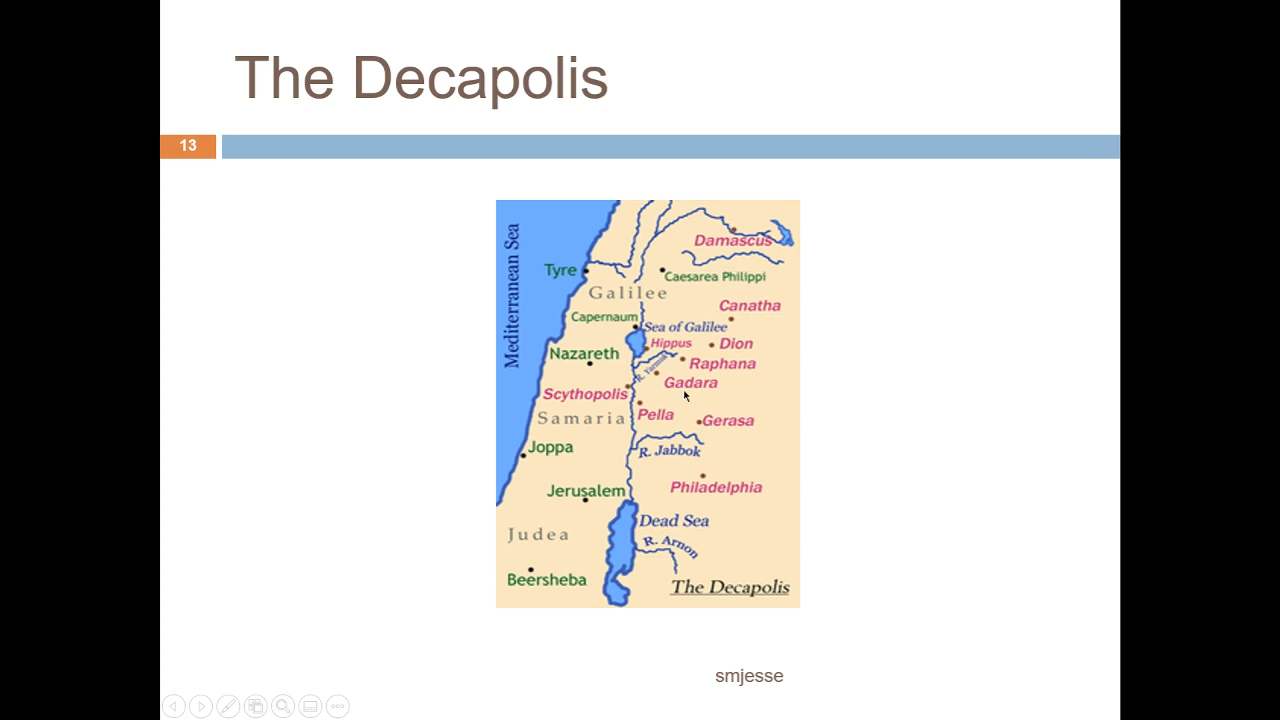 The Decapolis
13
Mediterranean Sea
Damascus
Tyre
Caesarea Philippi
Galilee
Canatha
Capernaum
Sea of Galilee
Hippus
Dion
Nazareth
Raphana
R. Yarmuk
Gadara
Scythopolis
Pella
Samaria
Gerasa
Joppa
R. Jabbok
Jerusalem
Philadelphia
Dead Sea
Judea
R. Arnon
Beersheba
The Decapolis
smjesse